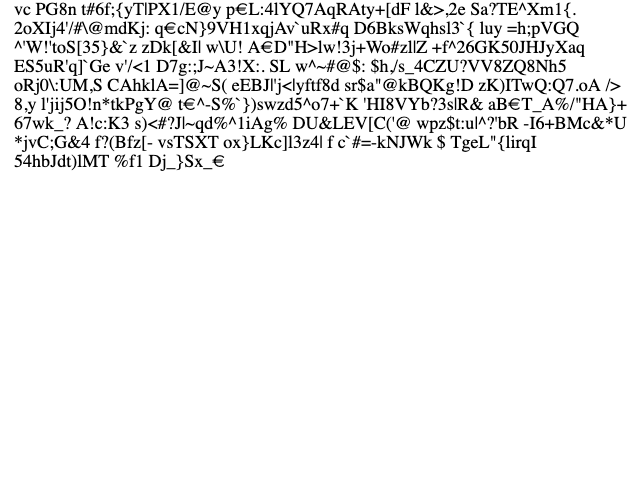 vc PG8n t#6f;{yT|PX1/E@y p€L:4lYQ7AqRAty+[dF l&>,2e Sa?TE^Xm1{.
2oXIj4'/#\@mdKj: q€cN}9VH1xqjAv`uRx#q D6BksWqhsl3`{ luy =h;pVGQ
^'W!'toS[35}&`z zDk[&I| w\U! A€D"H>lw!3j+Wo#zl|Z +f^26GK50JHJyXaq
ES5uR'q]`Ge v'/<1 D7g:;J~A3!X:. SL w^~#@$: $h,/s_4CZU?VV8ZQ8Nh5
oRj0\:UM,S CAhklA=]@~S( eEBJ|'j<lyftf8d sr$a"@kBQKg!D zK)ITwQ:Q7.oA />
8,y l'jij5O!n*tkPgY@ t€^-S%`})swzd5^o7+`K 'HI8VYb?3s|R& aB€T_A%/"HA}+
67wk_? A!c:K3 s)<#?J|~qd%^1iAg% DU&LEV[C('@ wpz$t:u|^?'bR -I6+BMc&*U
*jvC;G&4 f?(Bfz[- vsTSXT ox}LKc]l3z4| f c`#=-kNJWk $ TgeL"{lirqI
54hbJdt)lMT %f1 Dj_}Sx_€